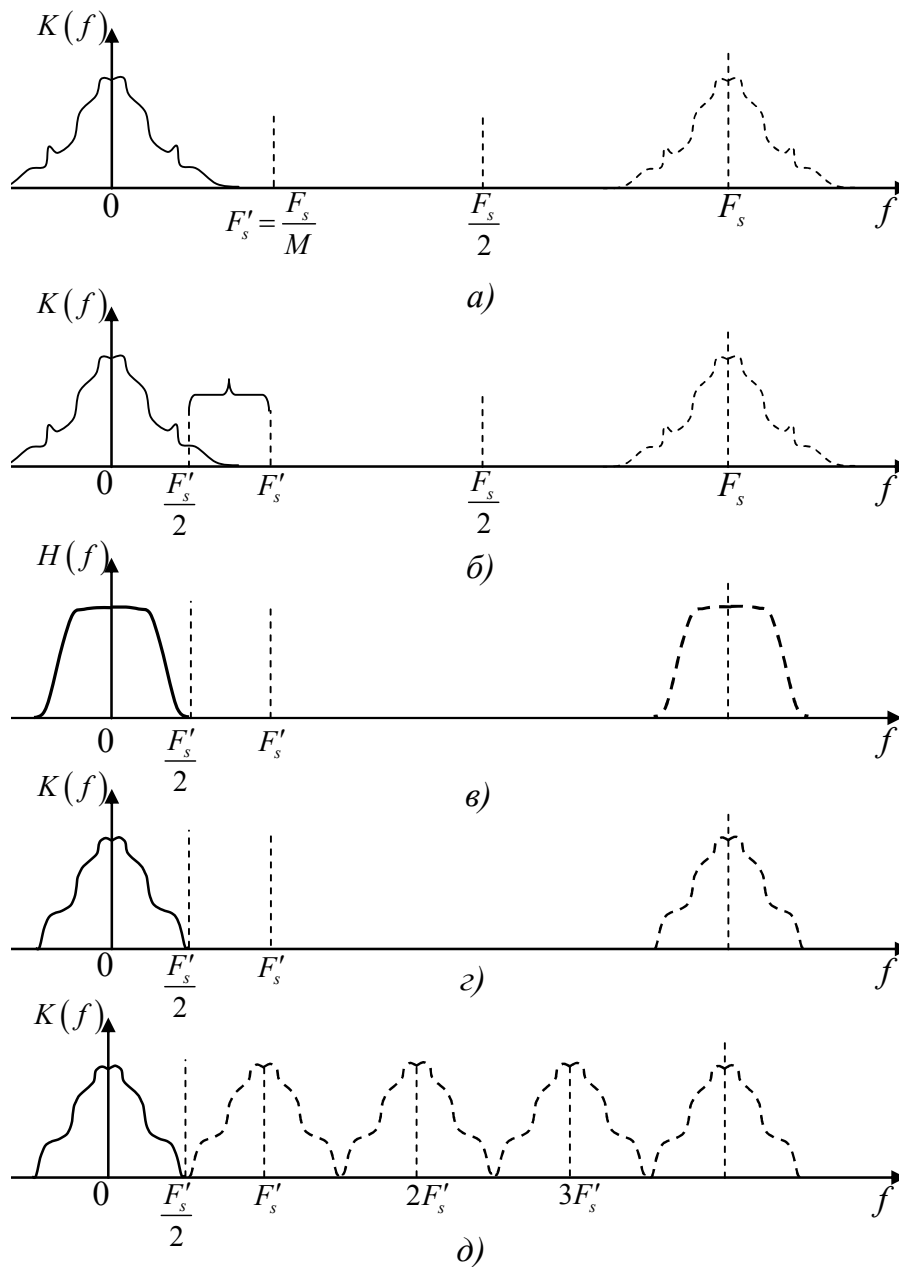 K(f)
0
F's = Fs/M
Fs/2
Fs
f
а)
K(f)
0
F's/2
F's
Fs/2
Fs
f
б)
H(f)
0
F's/2
F's
f
в)
K(f)
0
F's/2
F's
f
г)
K(f)
0
F's/2
F's
2F's
3F's
f
д)